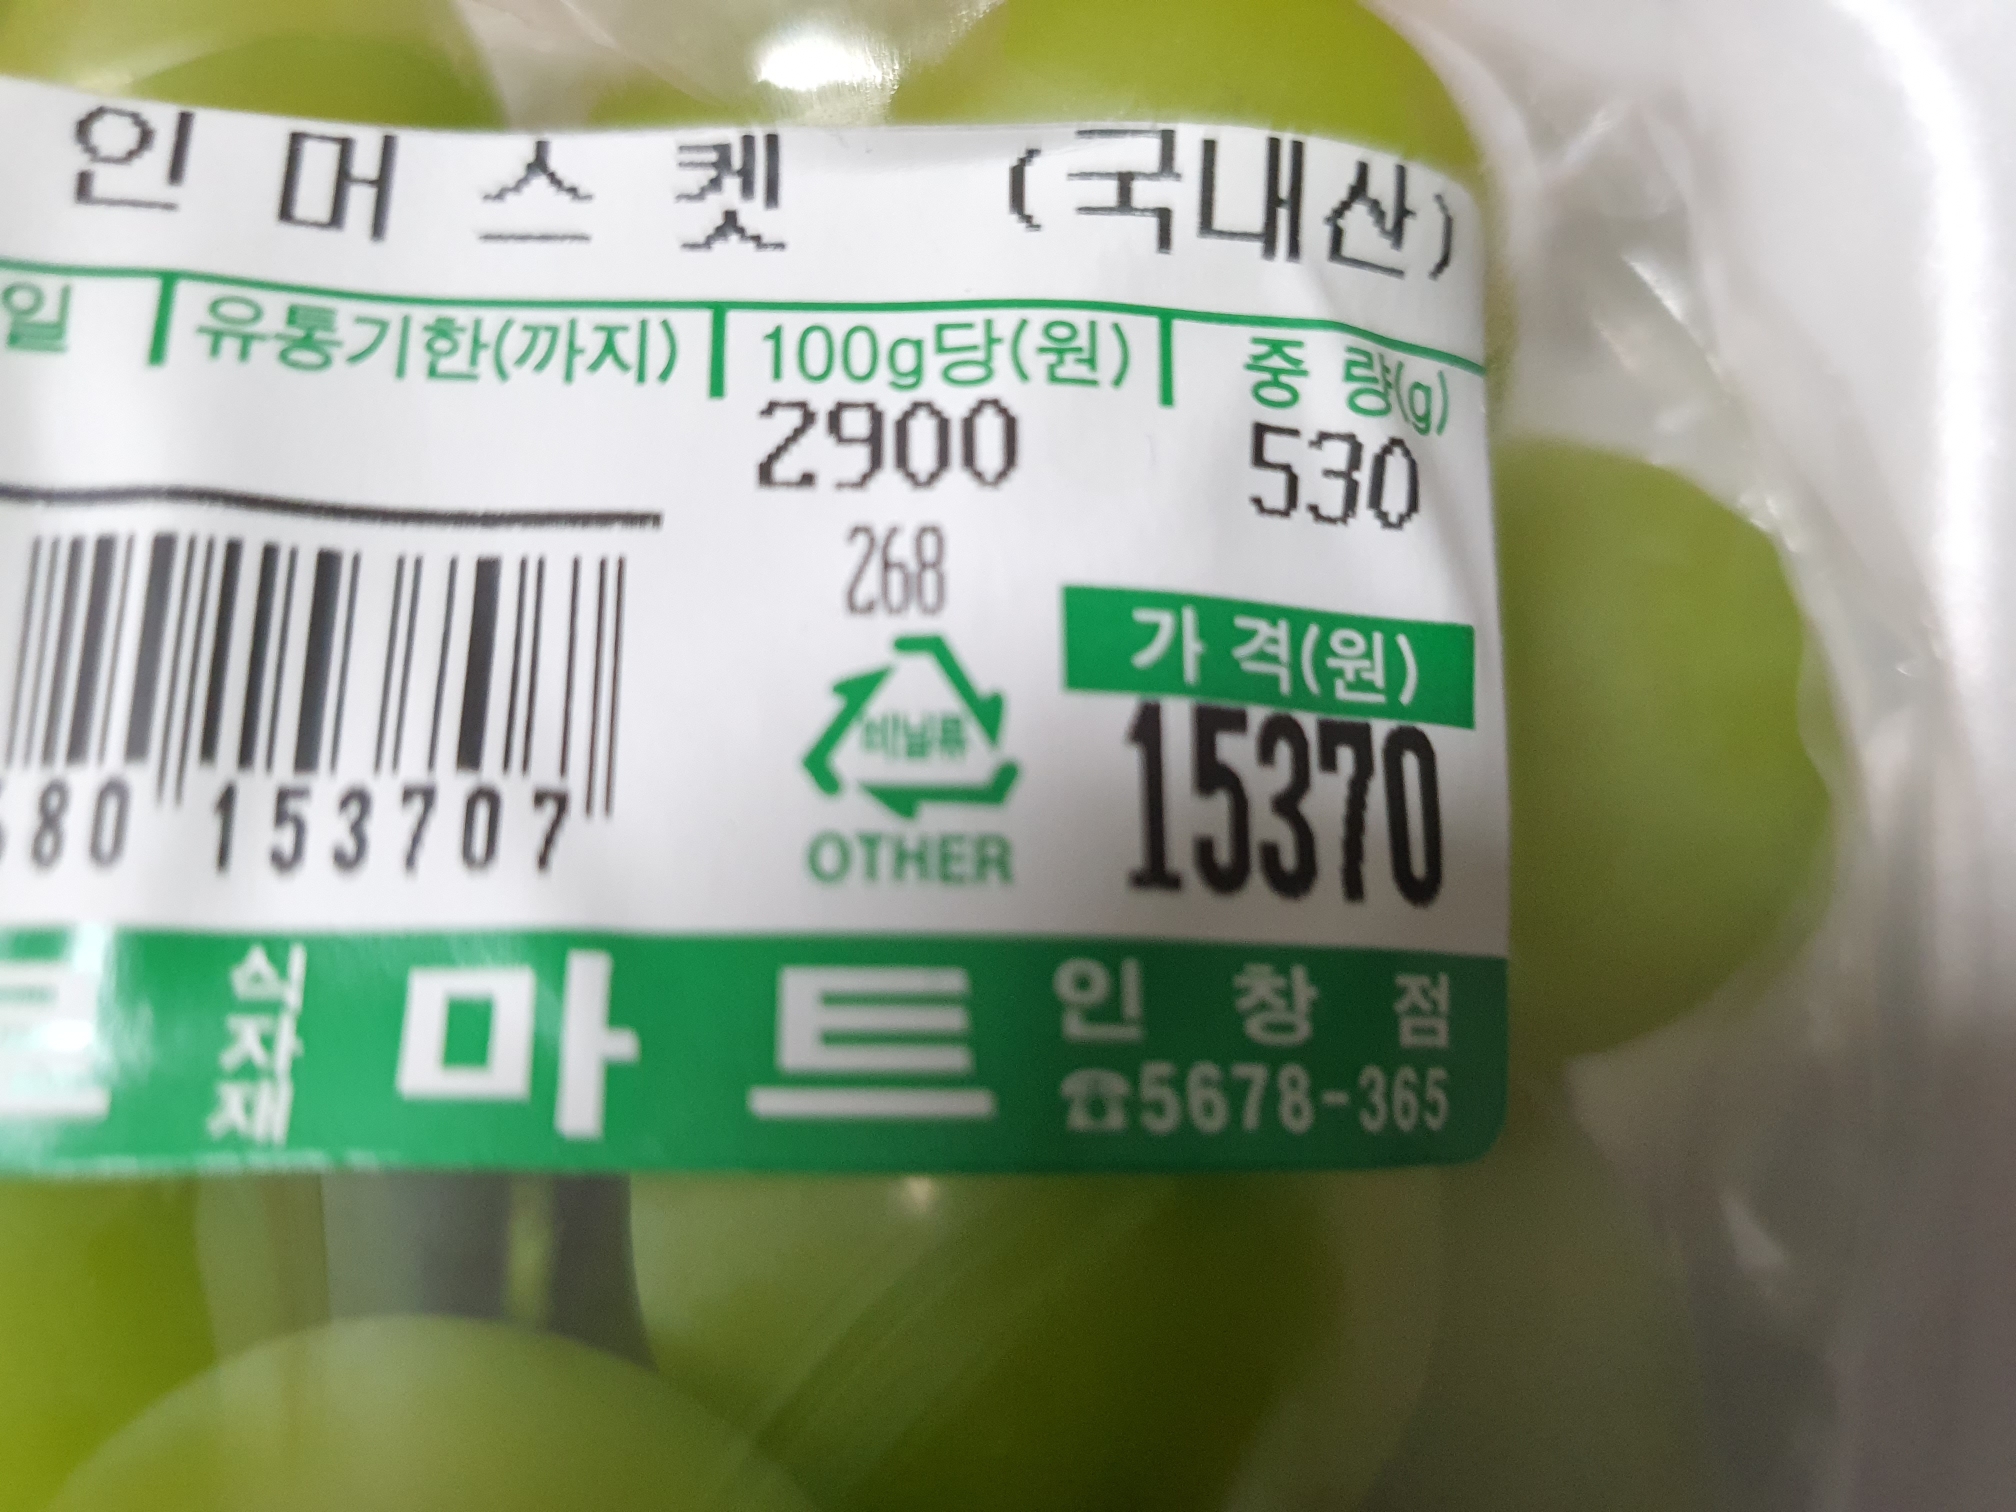 인머스켓 (국내산)
일 유통기한(까지) 100g당(원) 중 량(g)
2900 530
268
가 격(원)
비닐류
15370
80 153707
OTHER
식자재 마트 인 창 점
☎5678-365